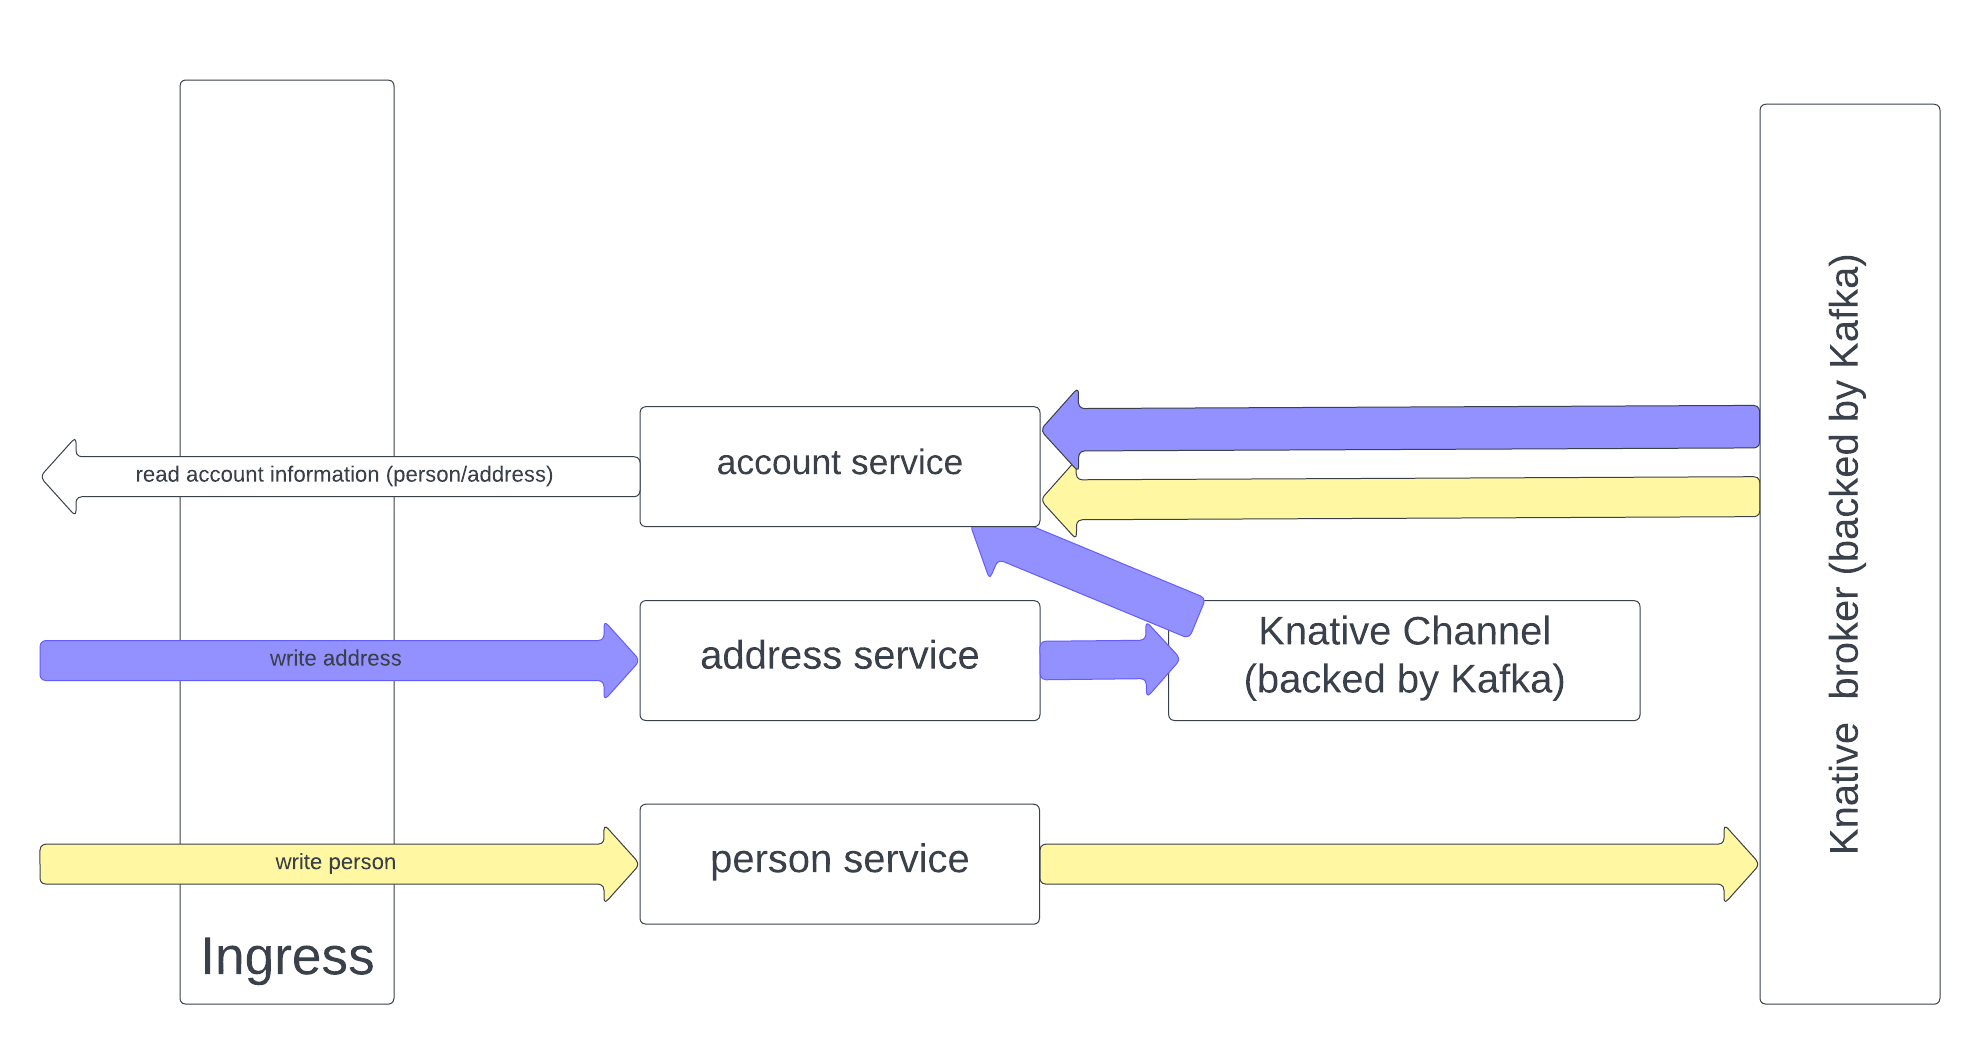 account service
read account information (person/address)
Knative Channel
(backed by Kafka)
address service
write address
person service
write person
Ingress
Knative broker (backed by Kafka)